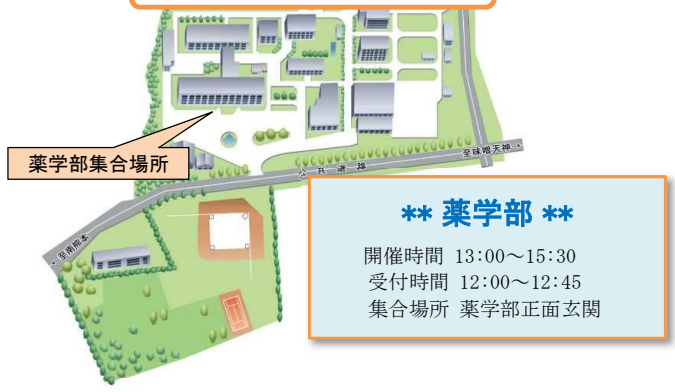 薬学部集合場所
至味噌天神
公共道路
至南熊本
** 薬学部 **
開催時間 13:00～15:30
受付時間 12:00～12:45
集合場所 薬学部正面玄関